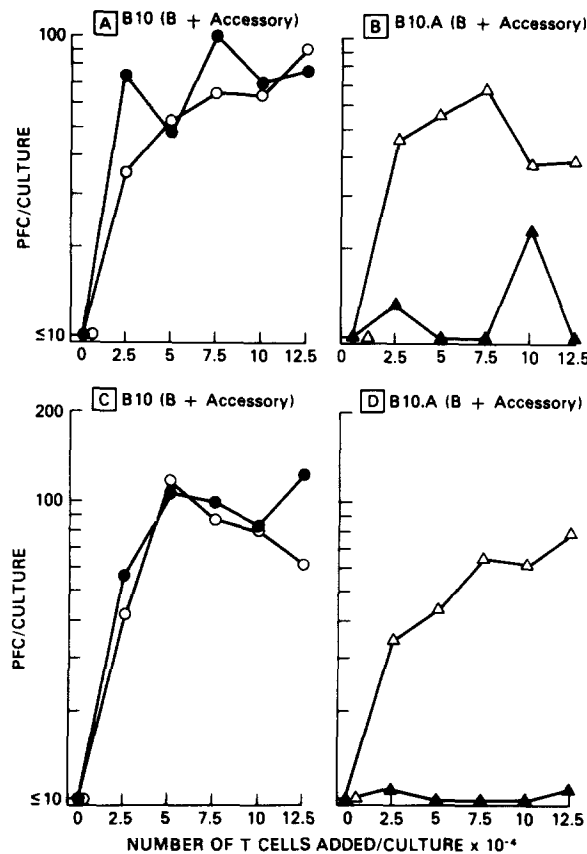 A B10 (B + Accessory)
B B10.A (B + Accessory)
100
PFC/CULTURE
≤10
0 2.5 5 7.5 10 12.5
0 2.5 5 7.5 10 12.5
C B10 (B + Accessory)
D B10.A (B + Accessory)
200
100
PFC/CULTURE
≤10
0 2.5 5 7.5 10 12.5
0 2.5 5 7.5 10 12.5
NUMBER OF T CELLS ADDED/CULTURE × 10⁻⁴